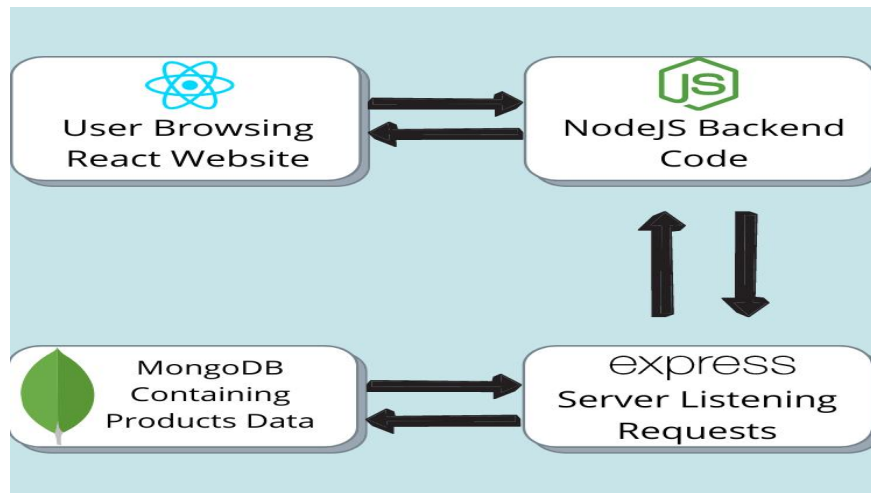 JS
User Browsing
React Website
NodeJS Backend
Code
MongoDB
Containing
Products Data
express
Server Listening
Requests